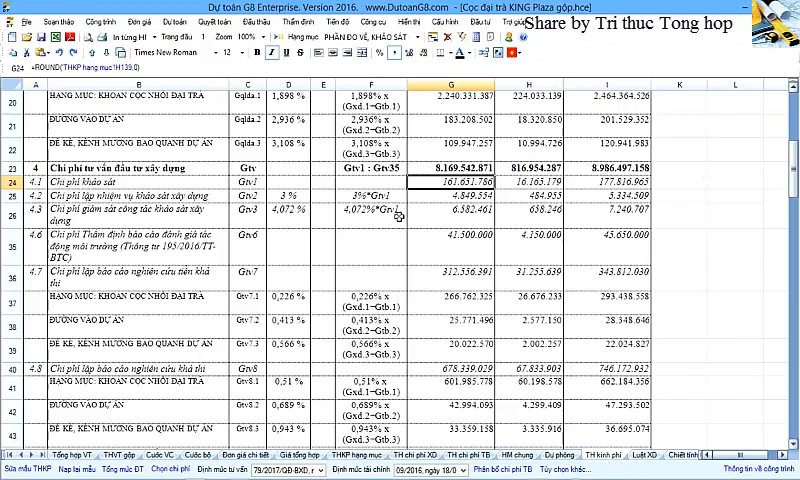 Dự toán G8 Enterprise. Version 2016. www.DutoanG8.com - [Cọc đại trà KING Plaza gộp.hce]
Tệp Soạn thảo Công trình Đơn giá Dự toán Quyết toán Đấu thầu Thẩm định Tiến độ Công cụ Hiển thị Cấu hình Đầu tư Trợ giúp
Share by Tri thuc Tong hop
In từng HM Trang đầu 1 Zoom 100% Hạng mục PHẦN ĐO VẼ, KHẢO SÁT
Times New Roman 12
G24 =ROUND('THKP hạng mục'!H139,0)
A B C D E F G H I K L
20 HẠNG MỤC: KHOAN CỌC NHỒI ĐẠI TRÀ Gqlda.1 1,898 % 1,898% x (Gxd.1+Gtb.1) 2.240.331.387 224.033.139 2.464.364.526
21 ĐƯỜNG VÀO DỰ ÁN Gqlda.2 2,936 % 2,936% x (Gxd.2+Gtb.2) 183.208.502 18.320.850 201.529.352
22 ĐÊ KÈ, KÊNH MƯƠNG BAO QUANH DỰ ÁN Gqlda.3 3,108 % 3,108% x (Gxd.3+Gtb.3) 109.947.257 10.994.726 120.941.983
23 4 Chi phí tư vấn đầu tư xây dựng Gtv Gtv1 : Gtv35 8.169.542.871 816.954.287 8.986.497.158
24 4.1 Chi phí khảo sát Gtv1 161.651.786 16.165.179 177.816.965
25 4.2 Chi phí lập nhiệm vụ khảo sát xây dựng Gtv2 3 % 3%*Gtv1 4.849.554 484.955 5.334.509
26 4.3 Chi phí giám sát công tác khảo sát xây dựng Gtv3 4,072 % 4,072%*Gtv1 6.582.461 658.246 7.240.707
35 4.6 Chi phí Thẩm định báo cáo đánh giá tác động môi trường (Thông tư 195/2016/TT-BTC) Gtv6 41.500.000 4.150.000 45.650.000
36 4.7 Chi phí lập báo cáo nghiên cứu tiền khả thi Gtv7 312.556.391 31.255.639 343.812.030
37 HẠNG MỤC: KHOAN CỌC NHỒI ĐẠI TRÀ Gtv7.1 0,226 % 0,226% x (Gxd.1+Gtb.1) 266.762.325 26.676.233 293.438.558
38 ĐƯỜNG VÀO DỰ ÁN Gtv7.2 0,413 % 0,413% x (Gxd.2+Gtb.2) 25.771.496 2.577.150 28.348.646
39 ĐÊ KÈ, KÊNH MƯƠNG BAO QUANH DỰ ÁN Gtv7.3 0,566 % 0,566% x (Gxd.3+Gtb.3) 20.022.570 2.002.257 22.024.827
40 4.8 Chi phí lập báo cáo nghiên cứu khả thi Gtv8 678.339.029 67.833.903 746.172.932
41 HẠNG MỤC: KHOAN CỌC NHỒI ĐẠI TRÀ Gtv8.1 0,51 % 0,51% x (Gxd.1+Gtb.1) 601.985.778 60.198.578 662.184.356
42 ĐƯỜNG VÀO DỰ ÁN Gtv8.2 0,689 % 0,689% x (Gxd.2+Gtb.2) 42.994.093 4.299.409 47.293.502
43 ĐÊ KÈ, KÊNH MƯƠNG BAO QUANH DỰ ÁN Gtv8.3 0,943 % 0,943% x (Gxd.3+Gtb.3) 33.359.158 3.335.916 36.695.074
Tổng hợp VT THVT gộp Cước VC Cước bộ Đơn giá chi tiết Giá tổng hợp THKP hạng mục TH chi phí XD TH chi phí TB HM chung Dự phòng TH kinh phí Luật XD Chiết tính
Sửa mẫu THKP Nạp lại mẫu Tổng mức ĐT Chọn chi phí Định mức tư vấn 79/2017/QĐ-BXD, Định mức tài chính 09/2016, ngày 18/0 Phân bổ chi phí TB Tùy chọn khác... Thông tin về công trình